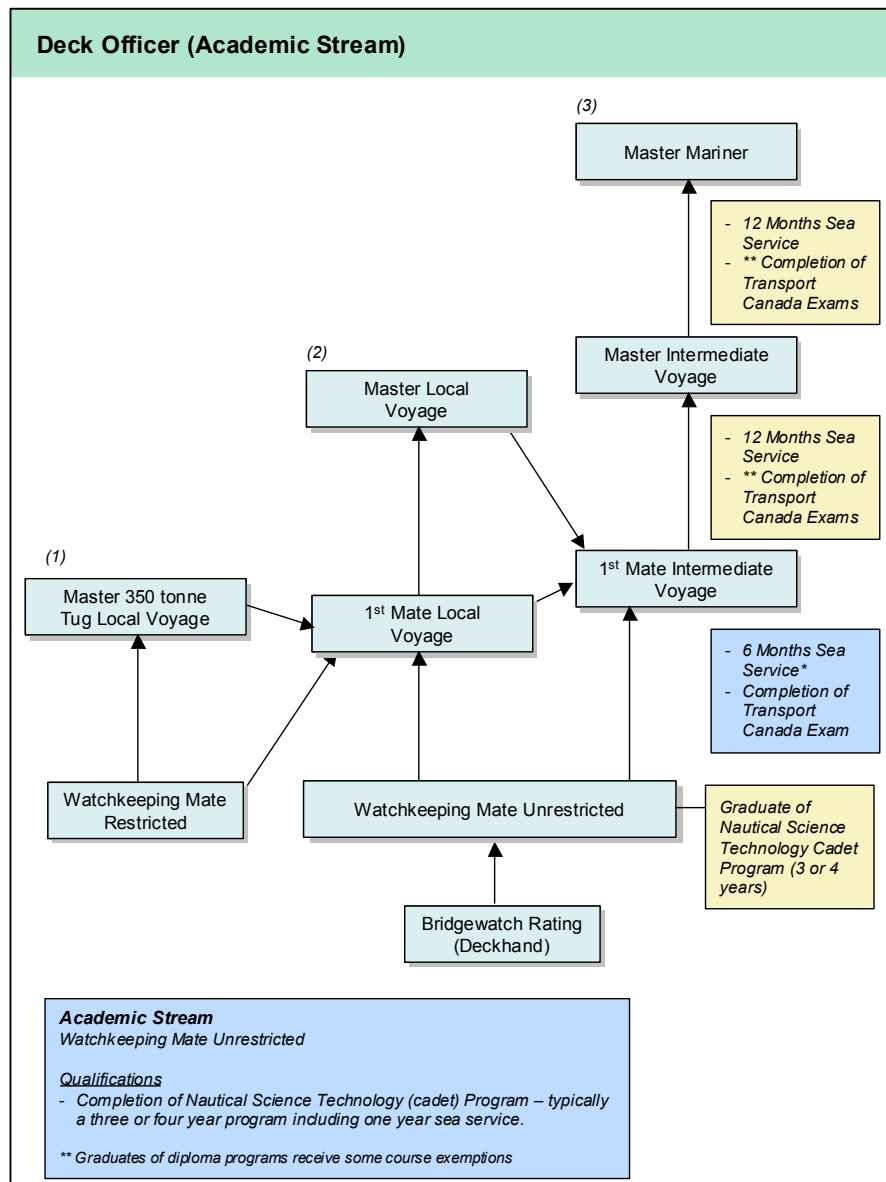 Deck Officer (Academic Stream)
(3)
Master Mariner
- 12 Months Sea
Service
- ** Completion of
Transport
Canada Exams
(2)
Master Intermediate
Voyage
Master Local
Voyage
- 12 Months Sea
Service
- ** Completion of
Transport
Canada Exams
(1)
1st Mate Intermediate
Voyage
Master 350 tonne
Tug Local Voyage
1st Mate Local
Voyage
- 6 Months Sea
Service*
- Completion of
Transport
Canada Exam
Watchkeeping Mate
Restricted
Watchkeeping Mate Unrestricted
Graduate of
Nautical Science
Technology Cadet
Program (3 or 4
years)
Bridgewatch Rating
(Deckhand)
Academic Stream
Watchkeeping Mate Unrestricted
Qualifications
- Completion of Nautical Science Technology (cadet) Program – typically
a three or four year program including one year sea service.
** Graduates of diploma programs receive some course exemptions